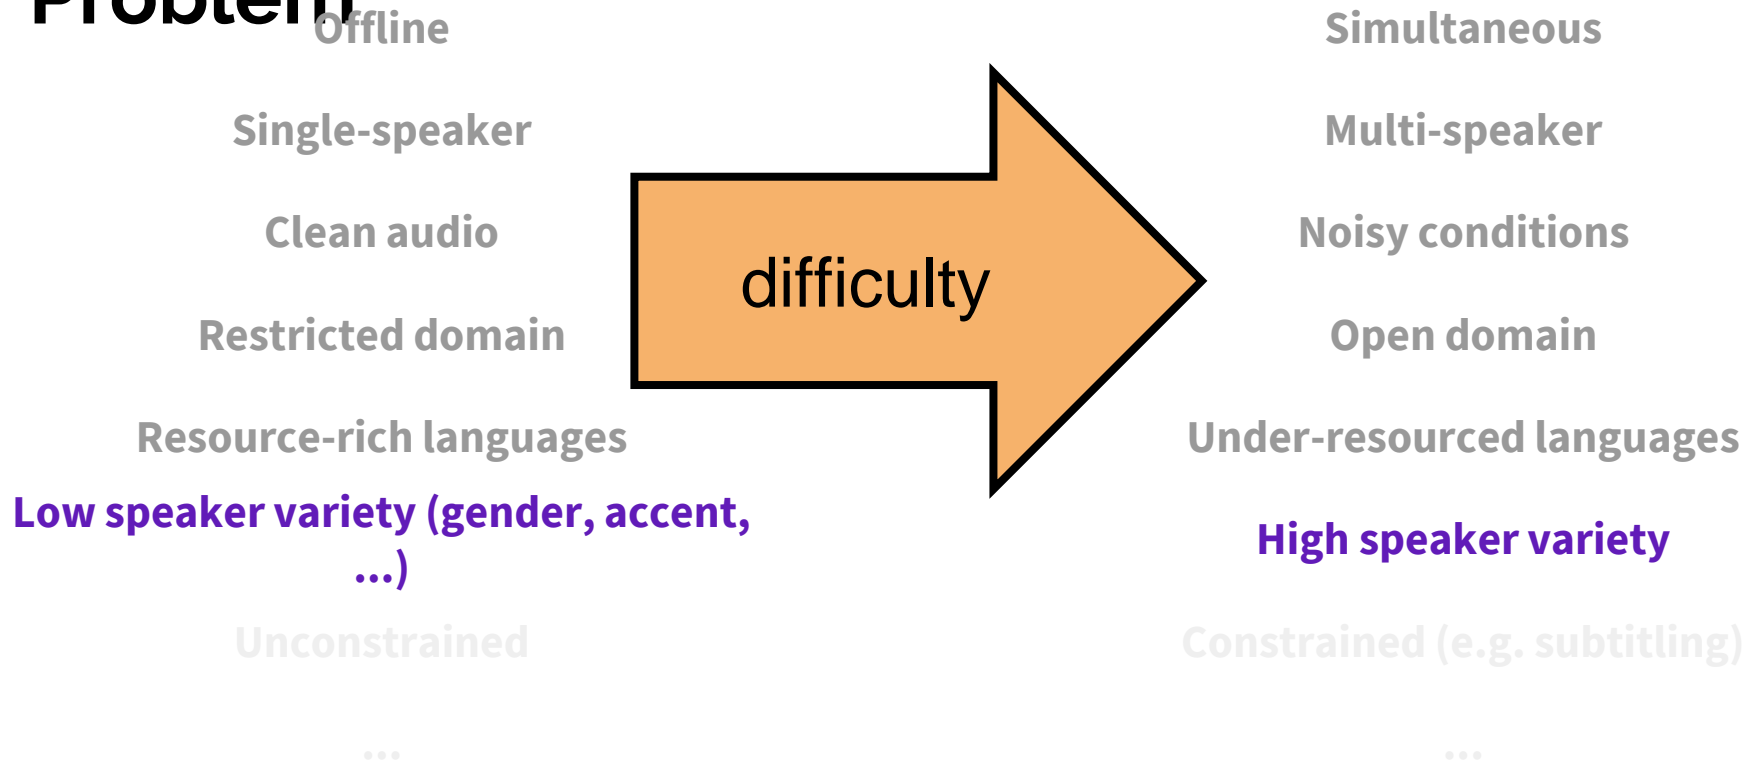 Problem
Offline
Simultaneous
Single-speaker
Multi-speaker
Clean audio
Noisy conditions
difficulty
Restricted domain
Open domain
Resource-rich languages
Under-resourced languages
Low speaker variety (gender, accent,
...)
High speaker variety
Unconstrained
Constrained (e.g. subtitling)
...
...